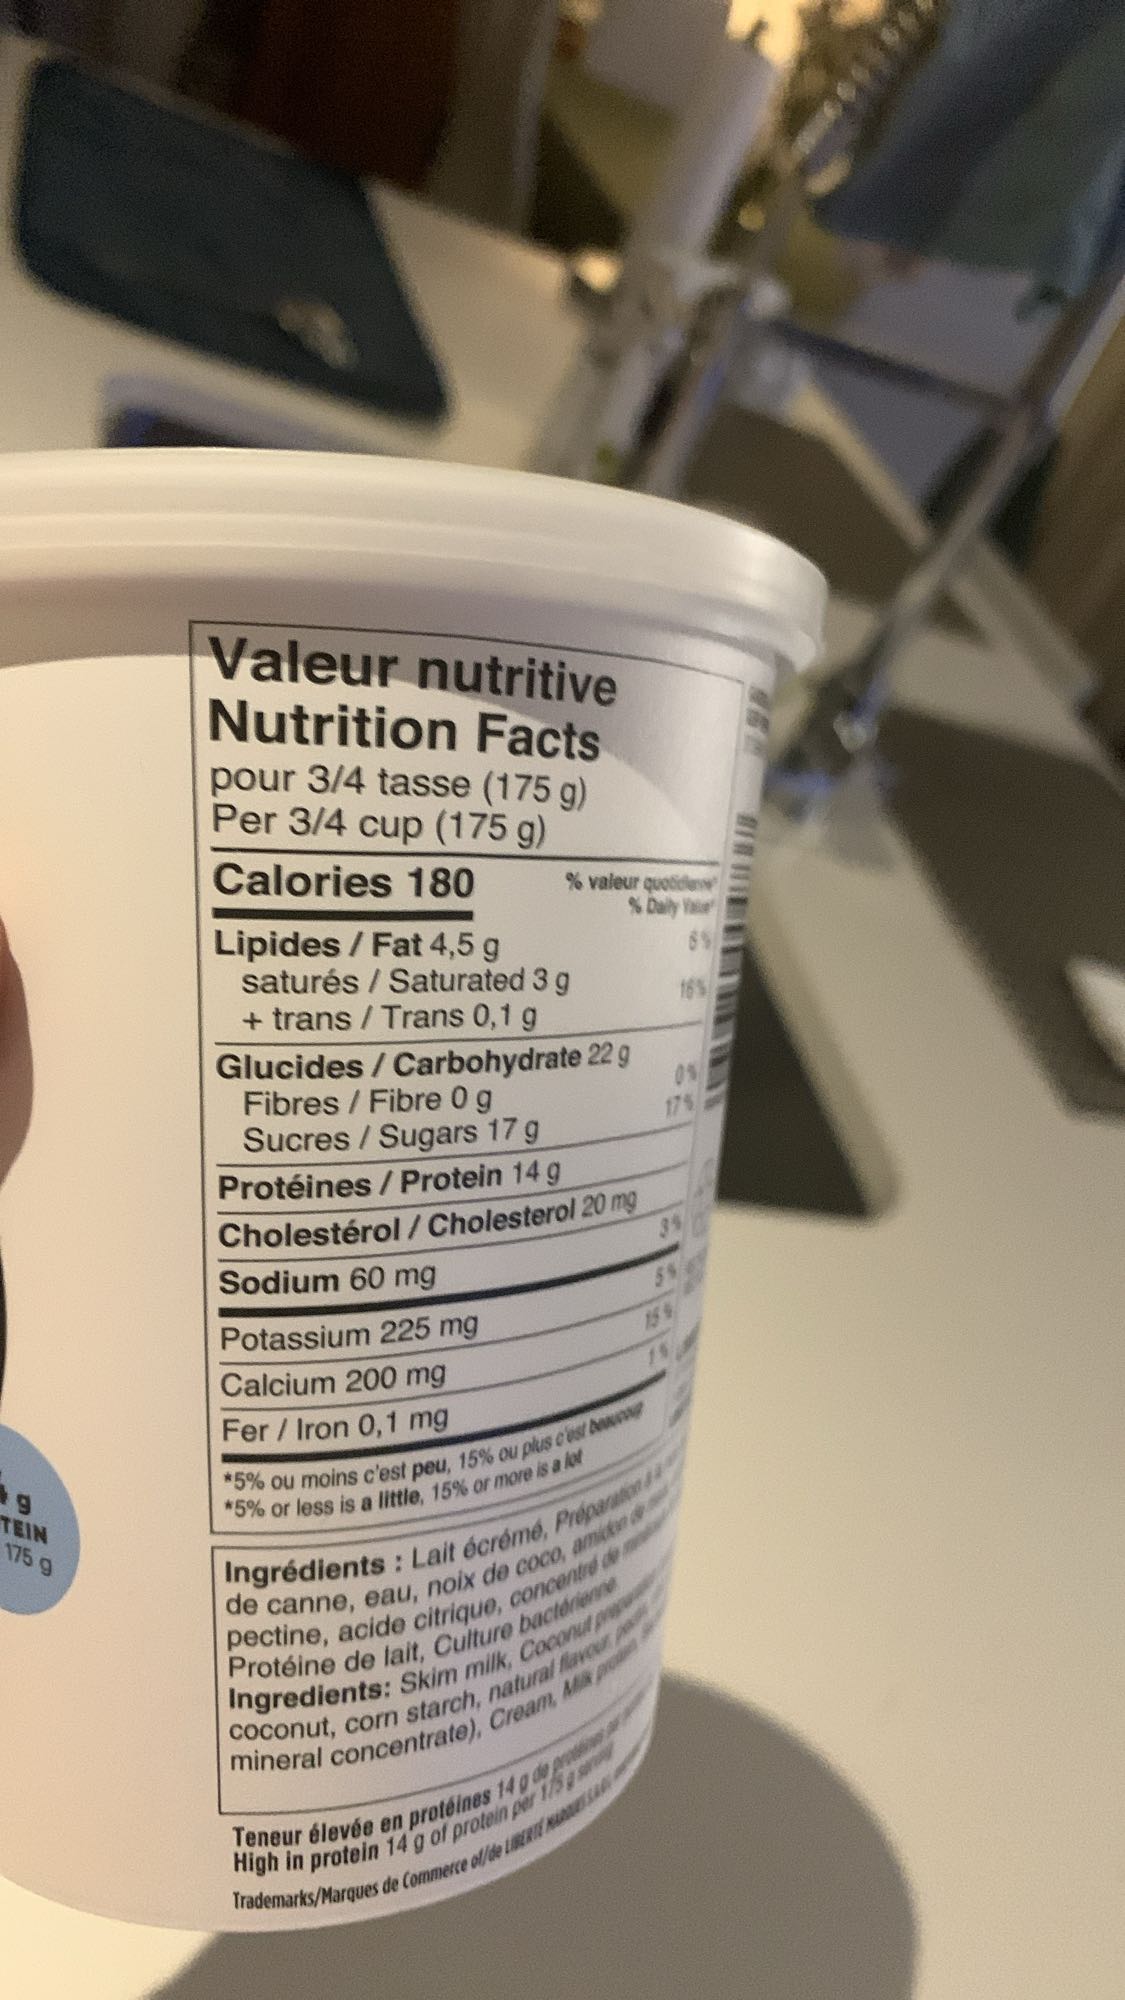 Valeur nutritive
Nutrition Facts
pour 3/4 tasse (175 g)
Per 3/4 cup (175 g)
Calories 180
% valeur quotidienne*
% Daily Value*
Lipides / Fat 4,5 g 6 %
saturés / Saturated 3 g 16 %
+ trans / Trans 0,1 g
Glucides / Carbohydrate 22 g
Fibres / Fibre 0 g 0 %
Sucres / Sugars 17 g 17 %
Protéines / Protein 14 g
Cholestérol / Cholesterol 20 mg
Sodium 60 mg 3 %
Potassium 225 mg 5 %
Calcium 200 mg 15 %
Fer / Iron 0,1 mg 1 %
*5% ou moins c'est peu, 15% ou plus c'est beaucoup
*5% or less is a little, 15% or more is a lot
Ingrédients : Lait écrémé, Préparation à la
de canne, eau, noix de coco, amidon de
pectine, acide citrique, concentré de
Protéine de lait, Culture bactérienne.
Ingredients: Skim milk, Coconut
coconut, corn starch, natural flavour,
mineral concentrate), Cream, Milk
Teneur élevée en protéines 14 g de protéines
High in protein 14 g of protein per 175 g serving
Trademarks/Marques de Commerce of/de LIBERTÉ MARQUES
g
TEIN
175 g